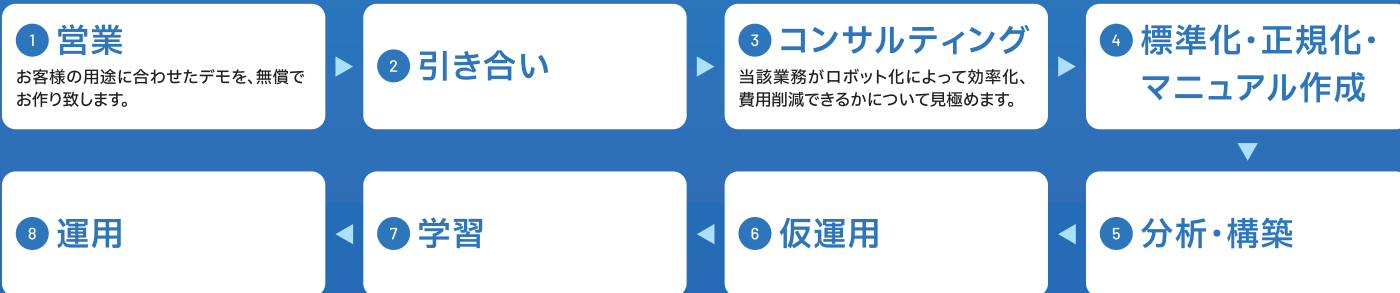 1 営業
お客様の用途に合わせたデモを、無償で
お作り致します。
2 引き合い
3 コンサルティング
当該業務がロボット化によって効率化、
費用削減できるかについて見極めます。
4 標準化・正規化・
マニュアル作成
5 分析・構築
6 仮運用
7 学習
8 運用